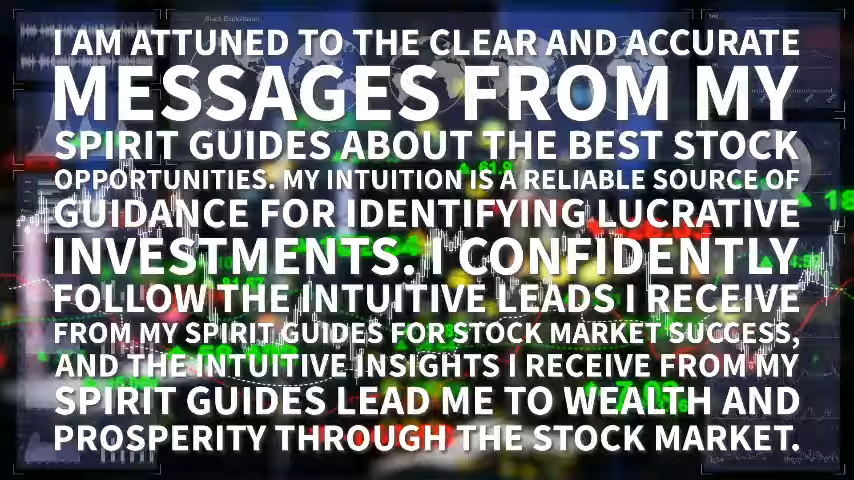 Stock Exploitation
I AM ATTUNED TO THE CLEAR AND ACCURATE
MESSAGES FROM MY
SPIRIT GUIDES ABOUT THE BEST STOCK
OPPORTUNITIES. MY INTUITION IS A RELIABLE SOURCE OF
GUIDANCE FOR IDENTIFYING LUCRATIVE
INVESTMENTS. I CONFIDENTLY
FOLLOW THE INTUITIVE LEADS I RECEIVE
FROM MY SPIRIT GUIDES FOR STOCK MARKET SUCCESS,
AND THE INTUITIVE INSIGHTS I RECEIVE FROM MY
SPIRIT GUIDES LEAD ME TO WEALTH AND
PROSPERITY THROUGH THE STOCK MARKET.